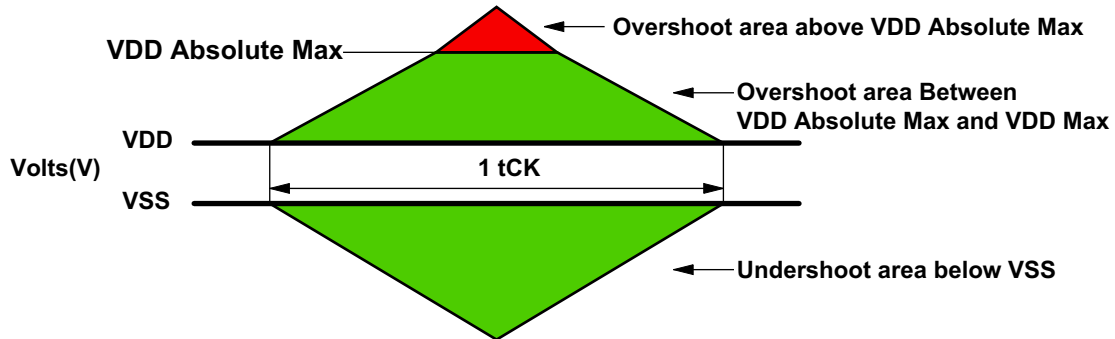 Overshoot area above VDD Absolute Max
VDD Absolute Max
Overshoot area Between
VDD Absolute Max and VDD Max
VDD
Volts(V)
1 tCK
VSS
Undershoot area below VSS